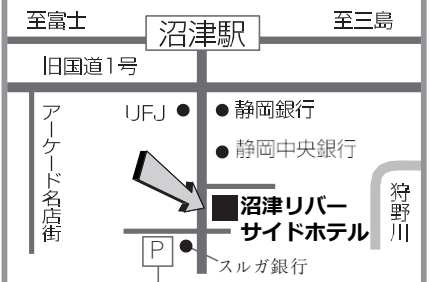 至富士
沼津駅
至三島
旧国道1号
アーケード名店街
UFJ
静岡銀行
静岡中央銀行
沼津リバー
サイドホテル
狩野川
P
スルガ銀行